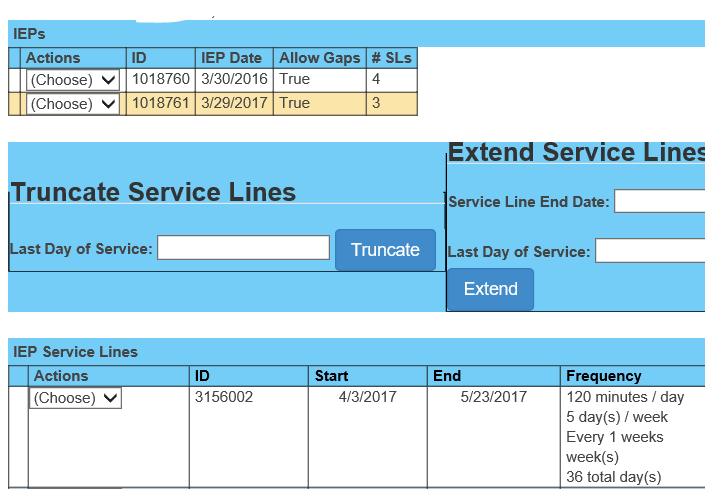 IEPs
Actions ID IEP Date Allow Gaps # SLs
(Choose) 1018760 3/30/2016 True 4
(Choose) 1018761 3/29/2017 True 3
Extend Service Lines
Truncate Service Lines
Service Line End Date:
Last Day of Service: Truncate
Last Day of Service:
Extend
IEP Service Lines
Actions ID Start End Frequency
(Choose) 3156002 4/3/2017 5/23/2017 120 minutes / day
5 day(s) / week
Every 1 weeks
week(s)
36 total day(s)